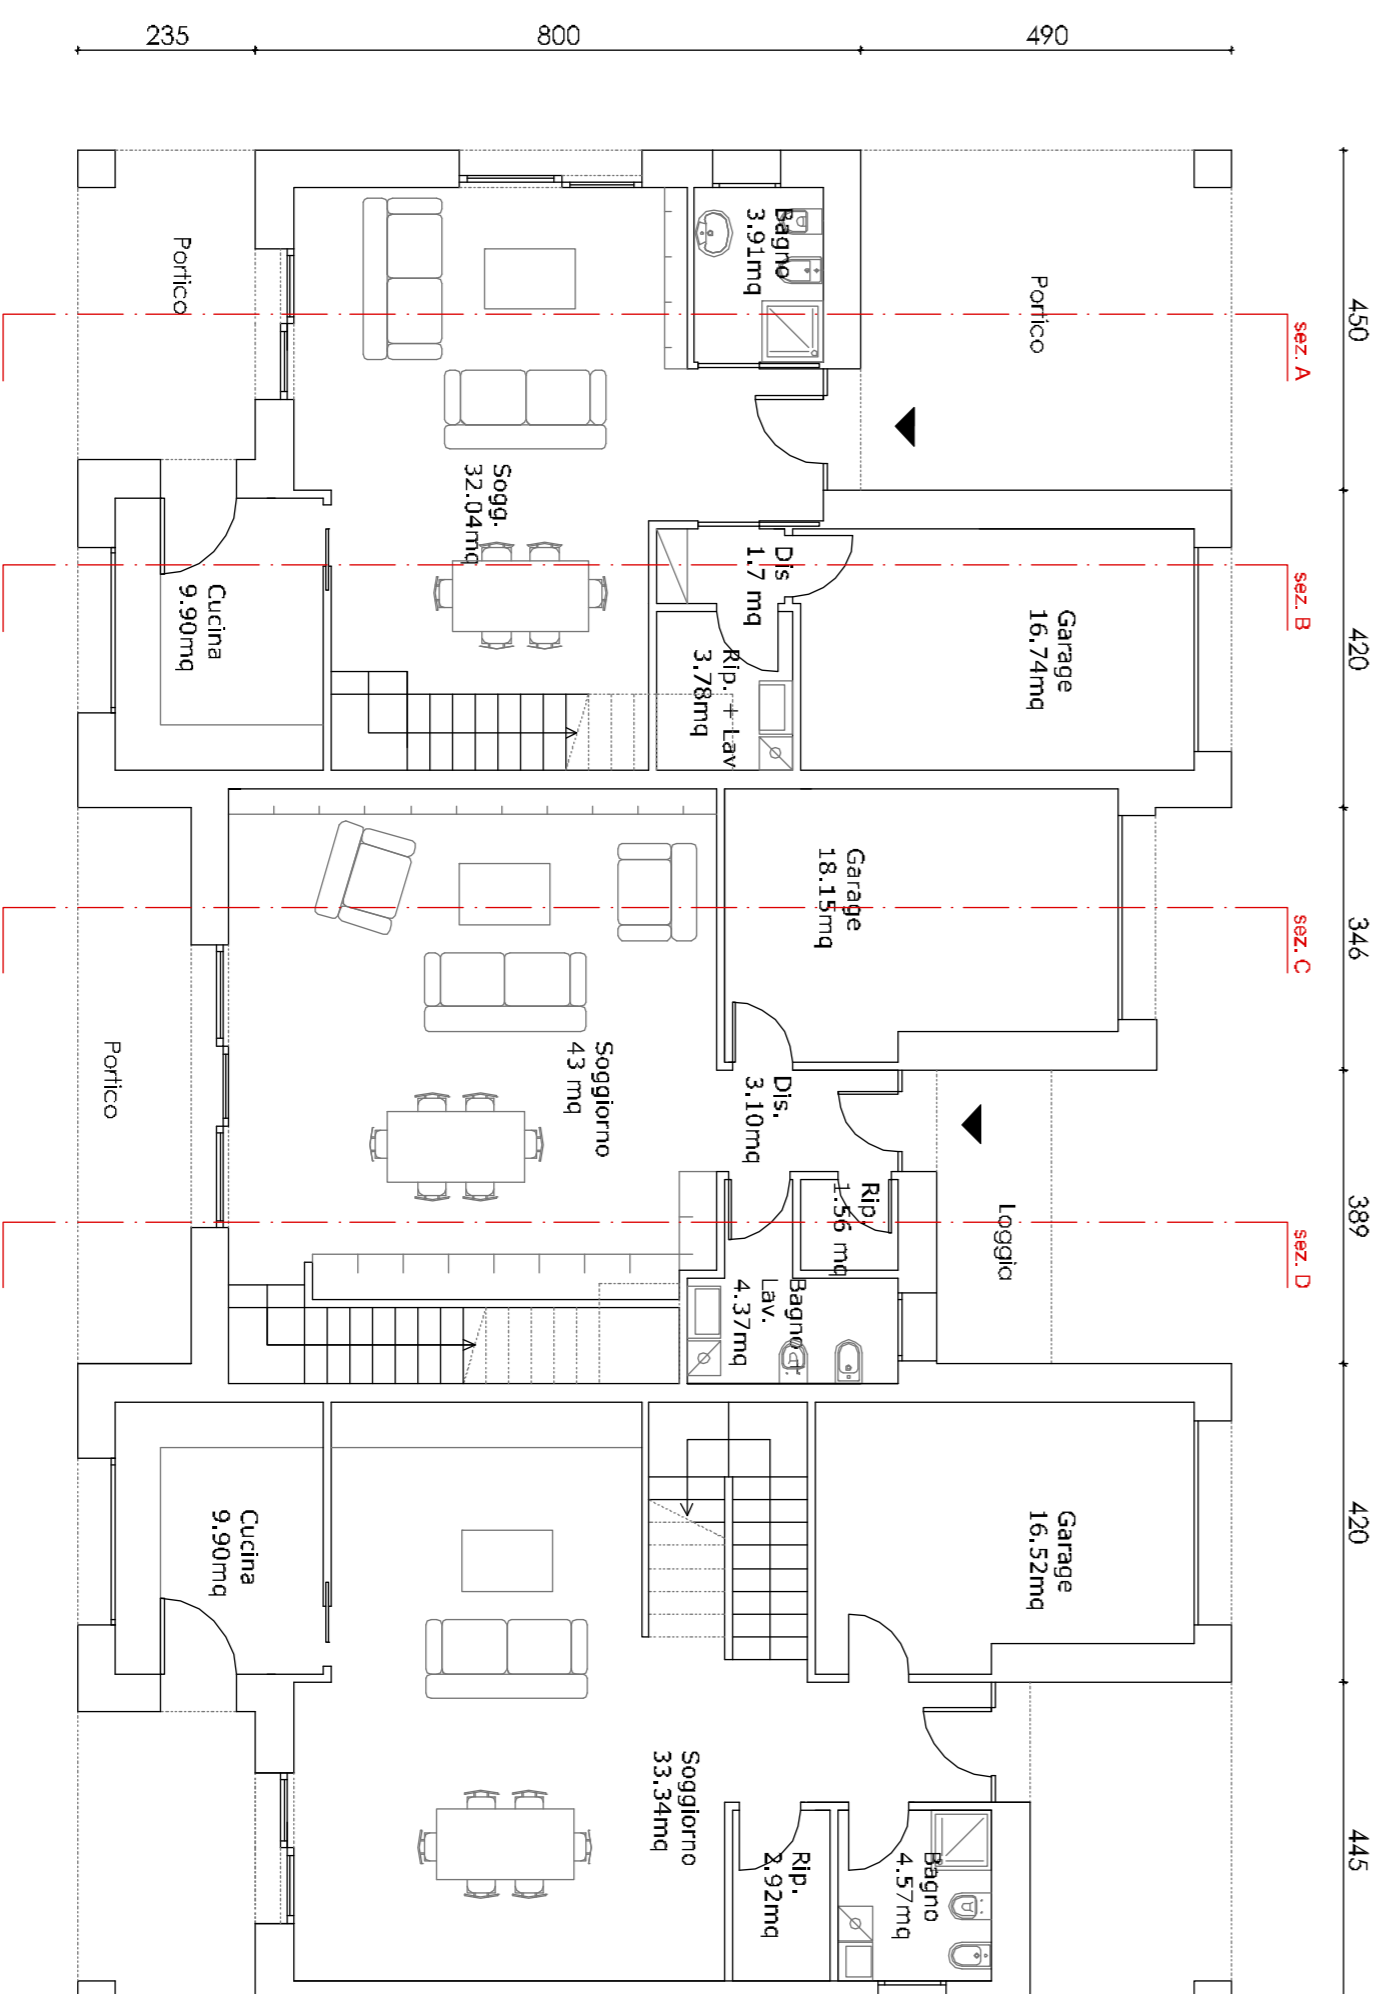 235
800
490
450
420
346
389
420
445
sez. A
sez. B
sez. C
sez. D
Portico
Bagno
3.91mq
Portico
Sogg.
32.04mq
Dis
1.7 mq
Garage
16.74mq
Cucina
9.90mq
Rip. + Lav
3.78mq
Garage
18.15mq
Soggiorno
43 mq
Portico
Dis.
3.10mq
Rip.
1.56 mq
Loggia
Bagno +
Lav.
4.37mq
Cucina
9.90mq
Garage
16.52mq
Soggiorno
33.34mq
Rip.
2.92mq
Bagno
4.57mq